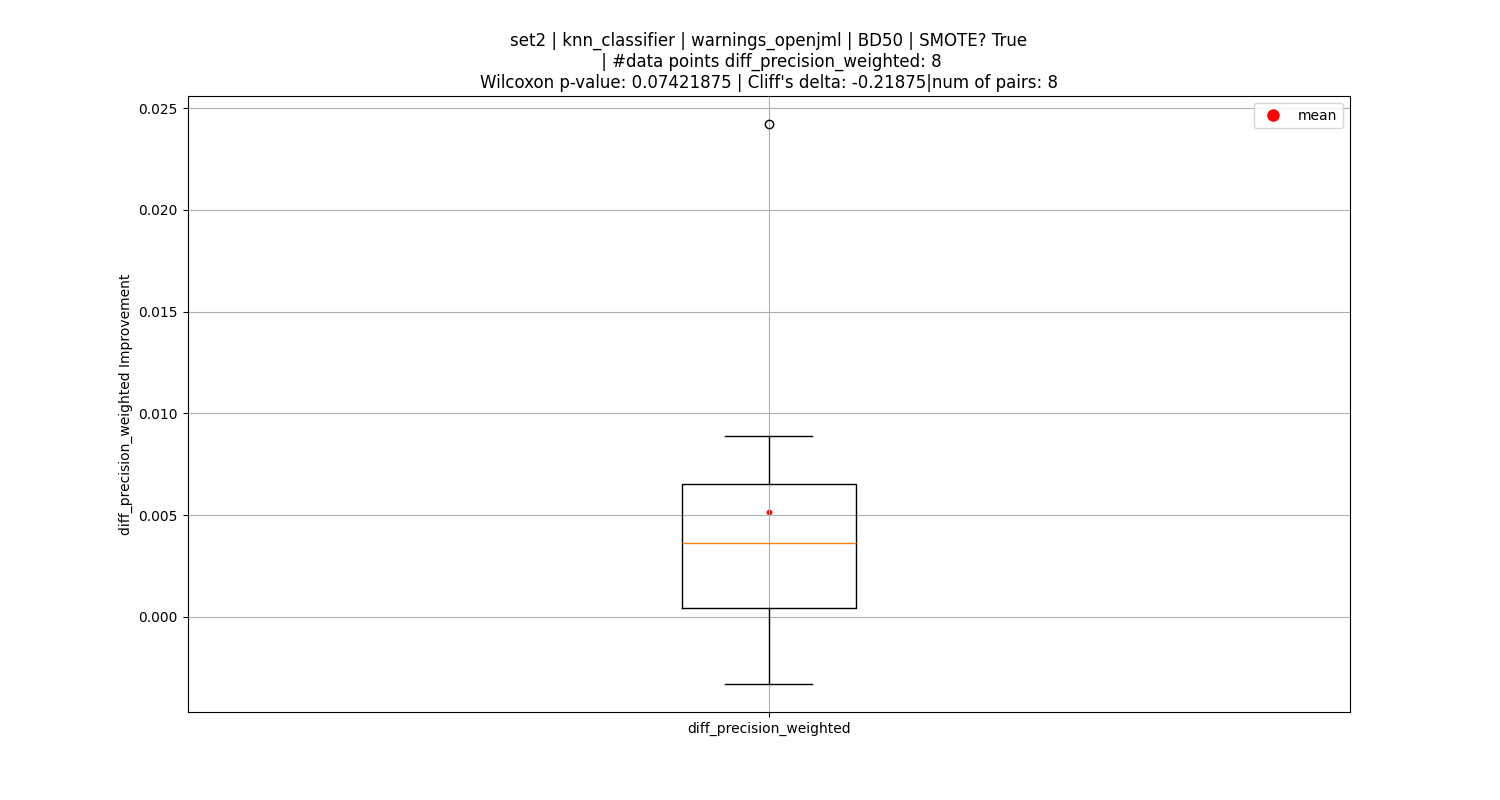 set2 | knn_classifier | warnings_openjml | BD50 | SMOTE? True
| #data points diff_precision_weighted: 8
Wilcoxon p-value: 0.07421875 | Cliff's delta: -0.21875|num of pairs: 8
mean
0.025
0.020
0.015
0.010
0.005
0.000
diff_precision_weighted Improvement
diff_precision_weighted